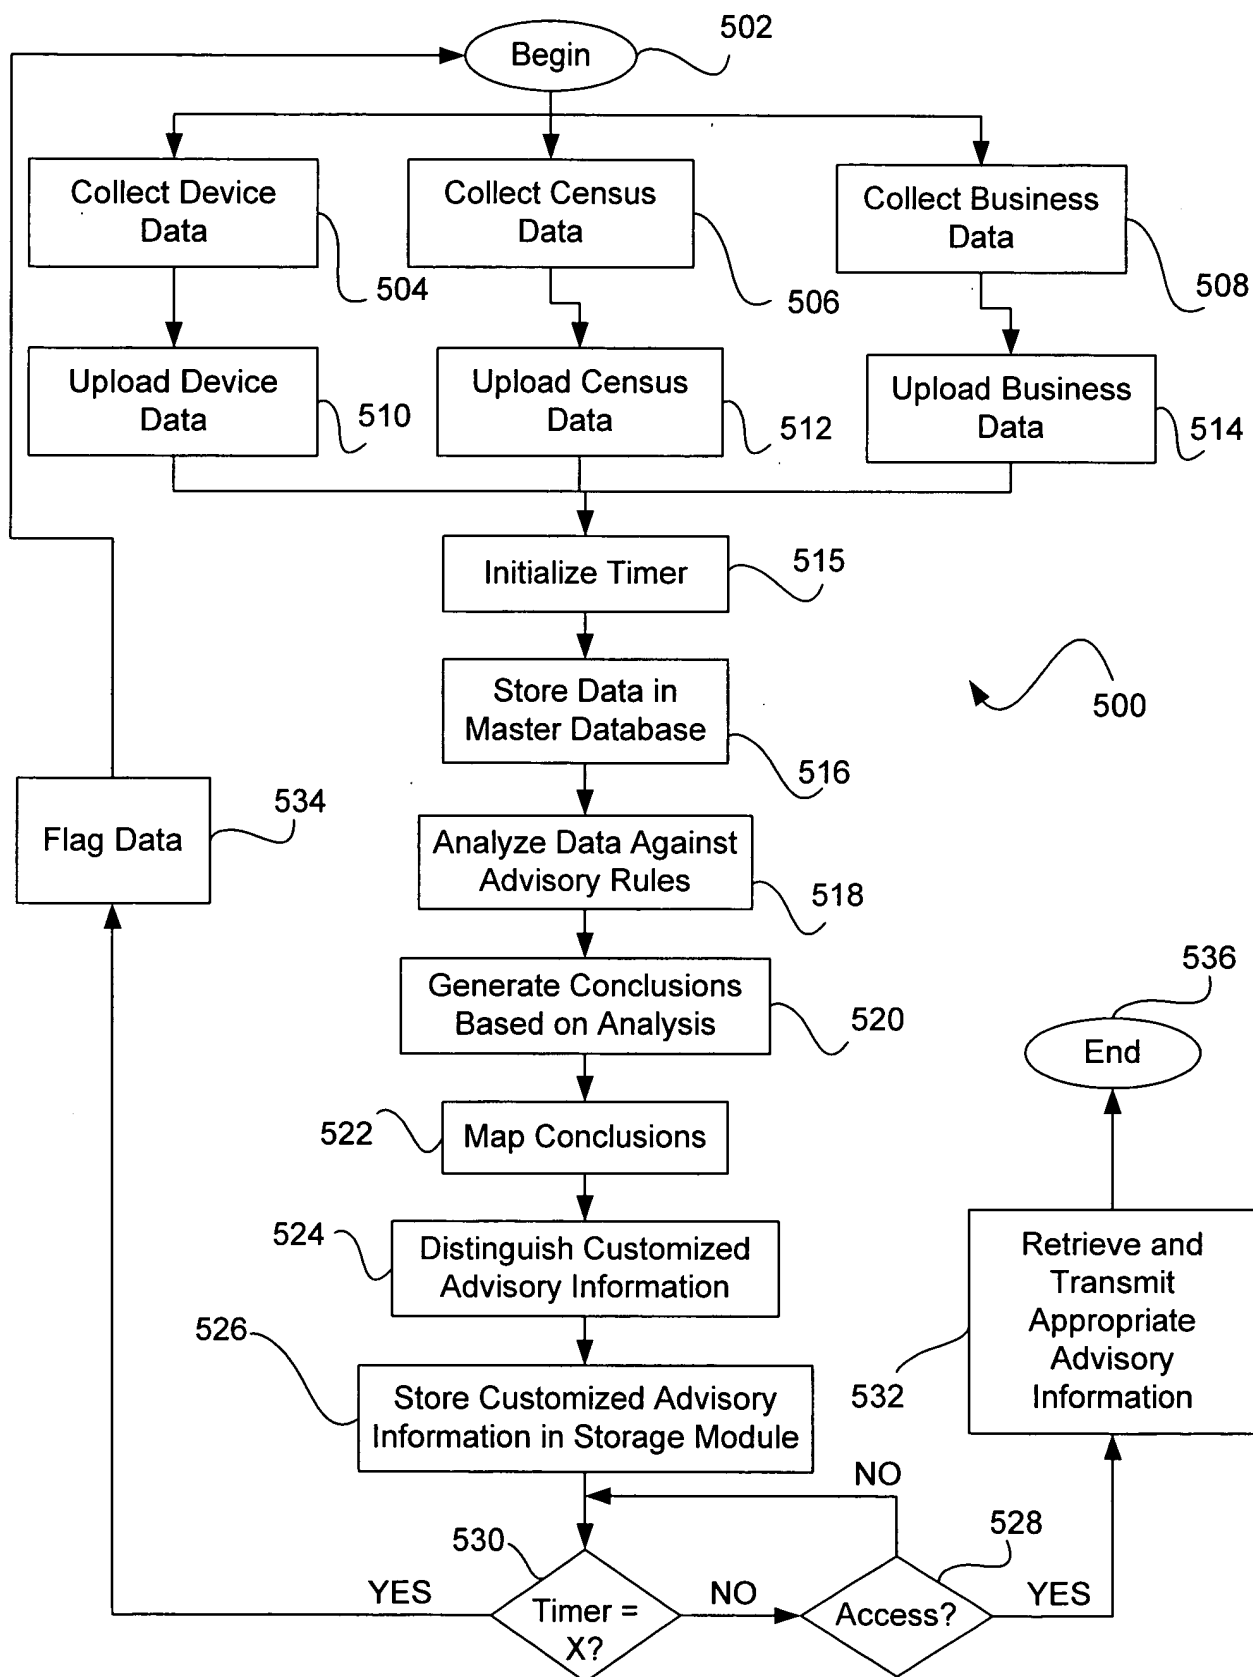 Begin
502
Collect Device
Data
504
Collect Census
Data
506
Collect Business
Data
508
Upload Device
Data
510
Upload Census
Data
512
Upload Business
Data
514
Initialize Timer
515
Store Data in
Master Database
516
500
Flag Data
534
Analyze Data Against
Advisory Rules
518
Generate Conclusions
Based on Analysis
520
536
End
522
Map Conclusions
524
Distinguish Customized
Advisory Information
Retrieve and
Transmit
Appropriate
Advisory
Information
532
526
Store Customized Advisory
Information in Storage Module
NO
530
528
YES
Timer =
X?
NO
Access?
YES